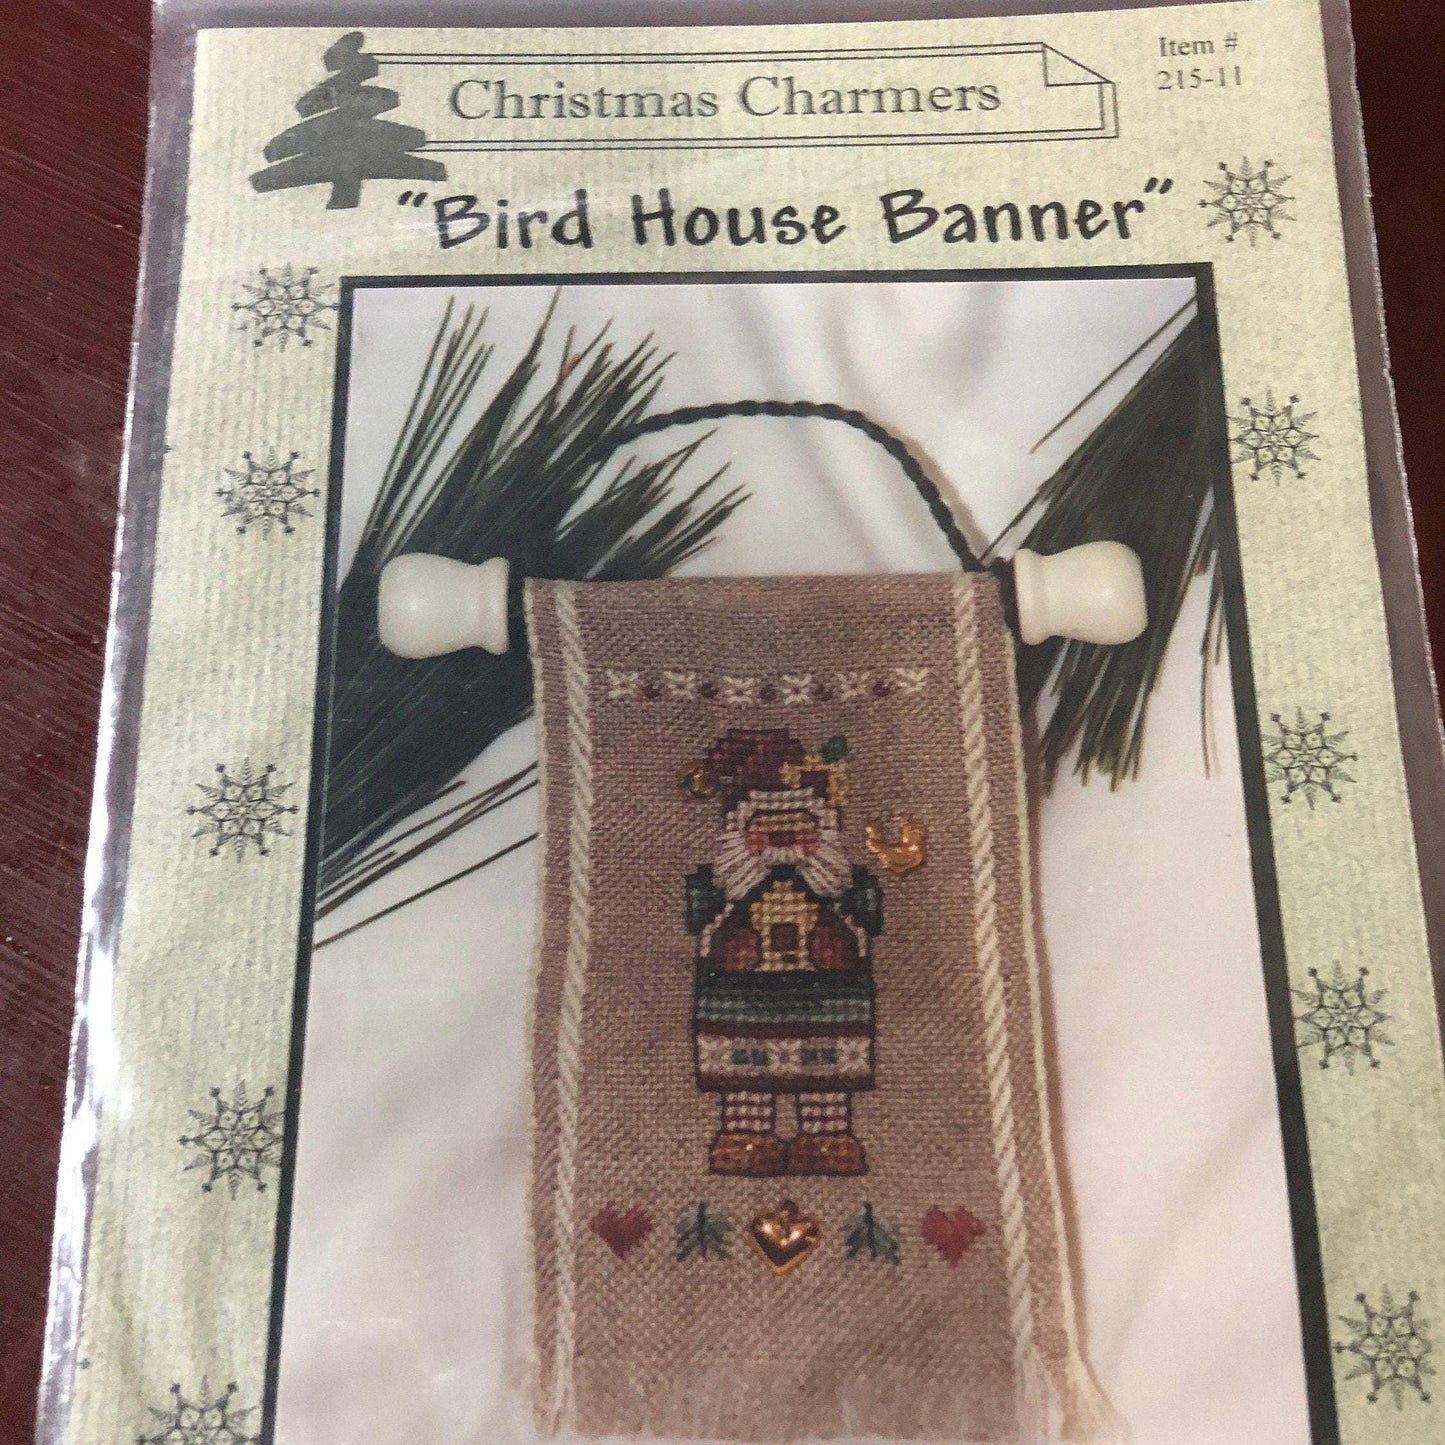 Christmas Charmers
Item #
215-11
"Bird House Banner"